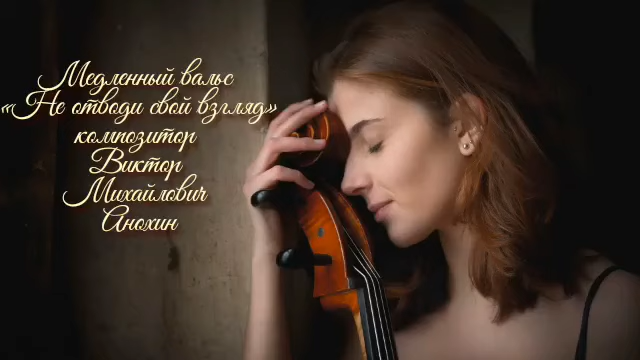 Медленный вальс
«Не отводи свой взгляд»
композитор
Виктор
Михайлович
Анохин